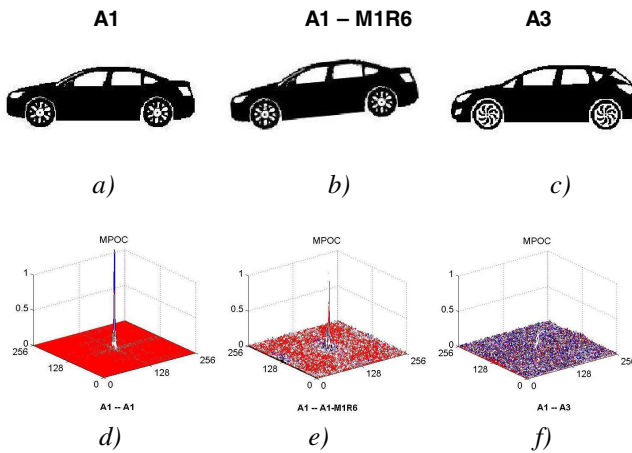 A1 A1 – M1R6 A3
a) b) c)
MPOC MPOC MPOC
1 1 1
0.5 0.5 0.5
0 0 0
256 256 256 256 256 256
128 128 128 128 128 128
0 0 0 0 0 0
A1 -- A1 A1 -- A1-M1R6 A1 -- A3
d) e) f)